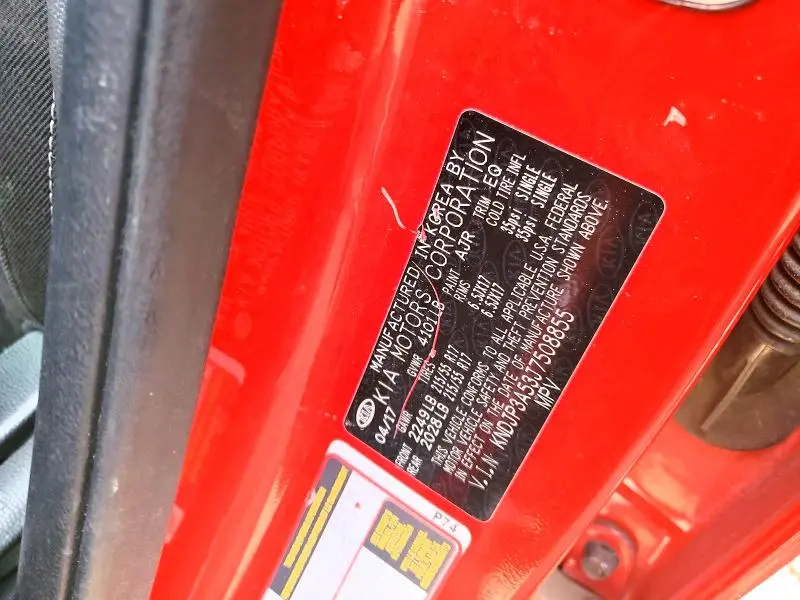 MANUFACTURED IN KOREA BY
KIA KIA MOTORS CORPORATION
04/17 GVWR 4101LB PAINT AJR TRIM EQ
GAWR TIRES RIMS COLD TIRE INFL
FRONT 2249LB 215/55 R17 6.5JX17 35psi SINGLE
REAR 2028LB 215/55 R17 6.5JX17 35psi SINGLE
THIS VEHICLE CONFORMS TO ALL APPLICABLE U.S.A. FEDERAL
MOTOR VEHICLE SAFETY AND THEFT PREVENTION STANDARDS
IN EFFECT ON THE DATE OF MANUFACTURE SHOWN ABOVE.
V.I.N KNDJP3A53J7508855
MPV
P74